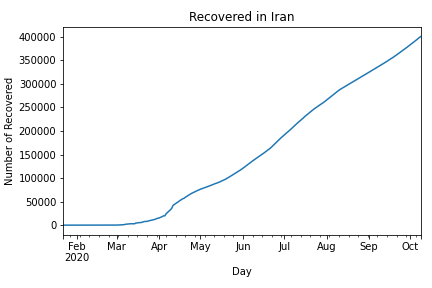 Recovered in Iran
Number of Recovered
400000
350000
300000
250000
200000
150000
100000
50000
0
Feb Mar Apr May Jun Jul Aug Sep Oct
2020
Day